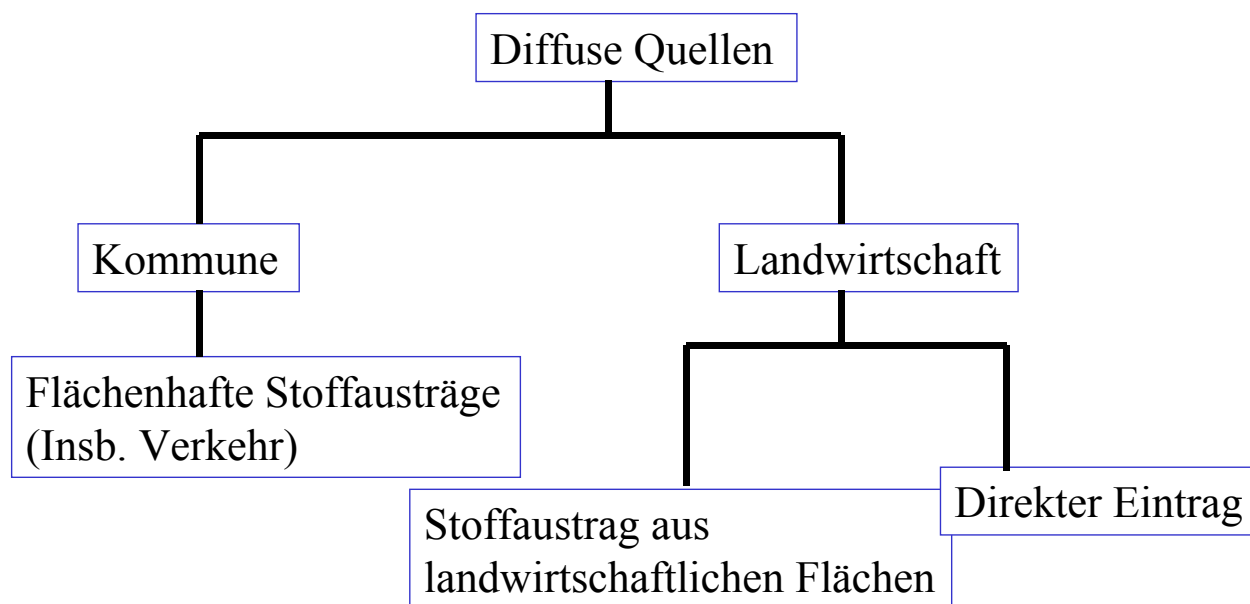 Diffuse Quellen
Kommune
Landwirtschaft
Flächenhafte Stoffausträge
(Insb. Verkehr)
Stoffaustrag aus
landwirtschaftlichen Flächen
Direkter Eintrag